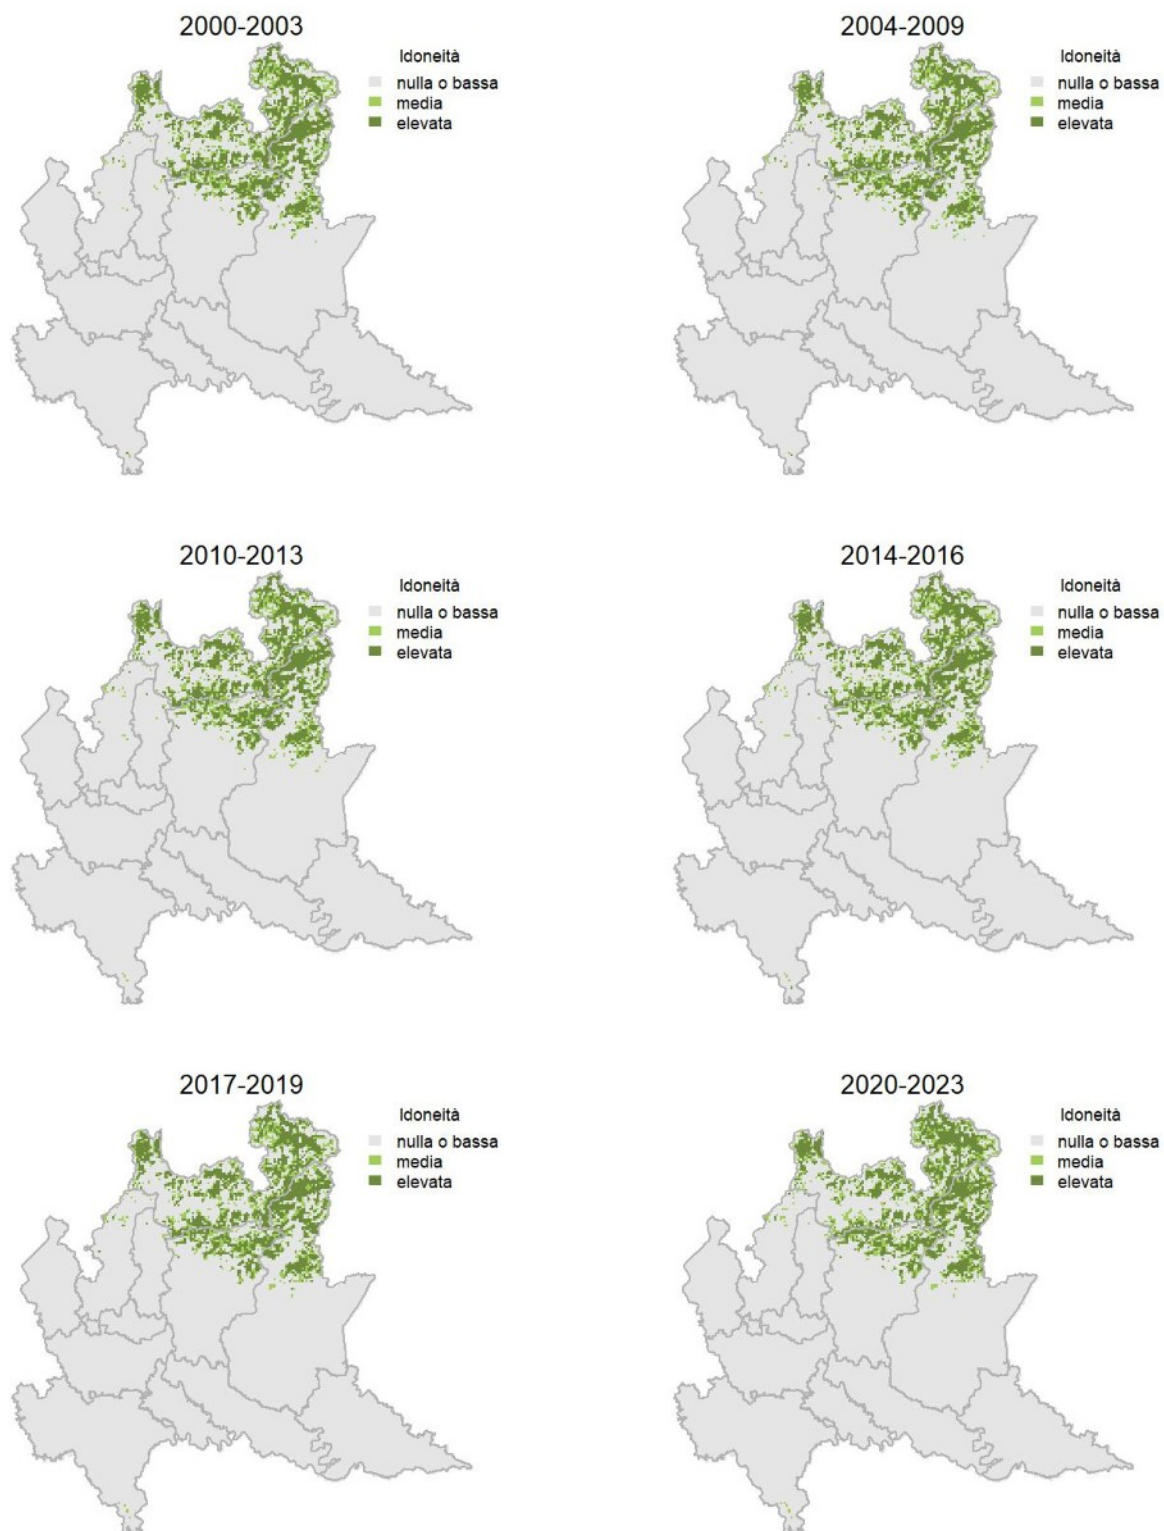 2000-2003
Idoneità
nulla o bassa
media
elevata
2004-2009
Idoneità
nulla o bassa
media
elevata
2010-2013
Idoneità
nulla o bassa
media
elevata
2014-2016
Idoneità
nulla o bassa
media
elevata
2017-2019
Idoneità
nulla o bassa
media
elevata
2020-2023
Idoneità
nulla o bassa
media
elevata